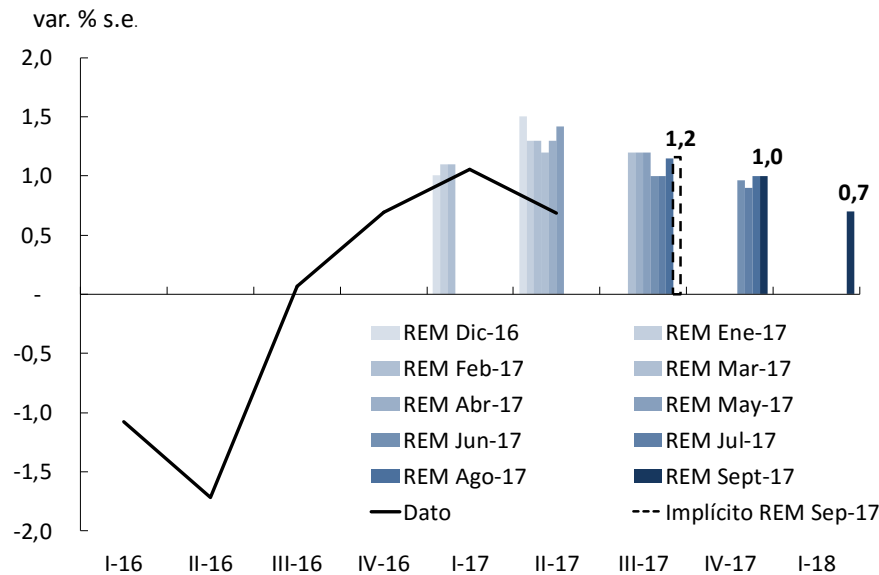 var. % s.e.
2,0
1,5
1,0
0,5
-
-0,5
-1,0
-1,5
-2,0
1,2
1,0
0,7
REM Dic-16 REM Ene-17
REM Feb-17 REM Mar-17
REM Abr-17 REM May-17
REM Jun-17 REM Jul-17
REM Ago-17 REM Sept-17
Dato Implícito REM Sep-17
I-16 II-16 III-16 IV-16 I-17 II-17 III-17 IV-17 I-18